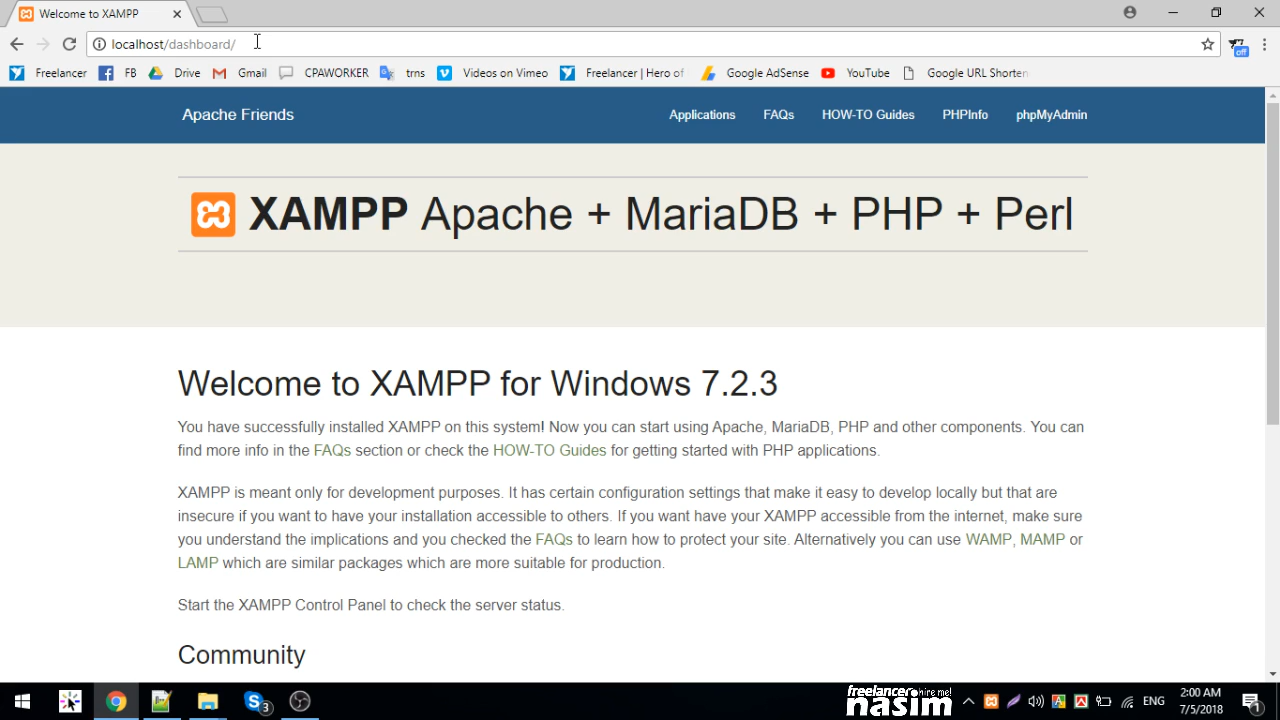 Welcome to XAMPP
localhost/dashboard/
Freelancer FB Drive Gmail CPAWORKER trns Videos on Vimeo Freelancer | Hero of Google AdSense YouTube Google URL Shorten
off
Apache Friends Applications FAQs HOW-TO Guides PHPInfo phpMyAdmin
XAMPP Apache + MariaDB + PHP + Perl
Welcome to XAMPP for Windows 7.2.3
You have successfully installed XAMPP on this system! Now you can start using Apache, MariaDB, PHP and other components. You can
find more info in the FAQs section or check the HOW-TO Guides for getting started with PHP applications.
XAMPP is meant only for development purposes. It has certain configuration settings that make it easy to develop locally but that are
insecure if you want to have your installation accessible to others. If you want have your XAMPP accessible from the internet, make sure
you understand the implications and you checked the FAQs to learn how to protect your site. Alternatively you can use WAMP, MAMP or
LAMP which are similar packages which are more suitable for production.
Start the XAMPP Control Panel to check the server status.
Community
3
nasim
ENG
2:00 AM
7/5/2018
1